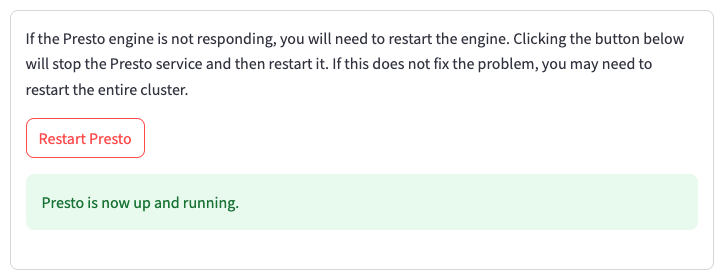 If the Presto engine is not responding, you will need to restart the engine. Clicking the button below
will stop the Presto service and then restart it. If this does not fix the problem, you may need to
restart the entire cluster.
Restart Presto
Presto is now up and running.